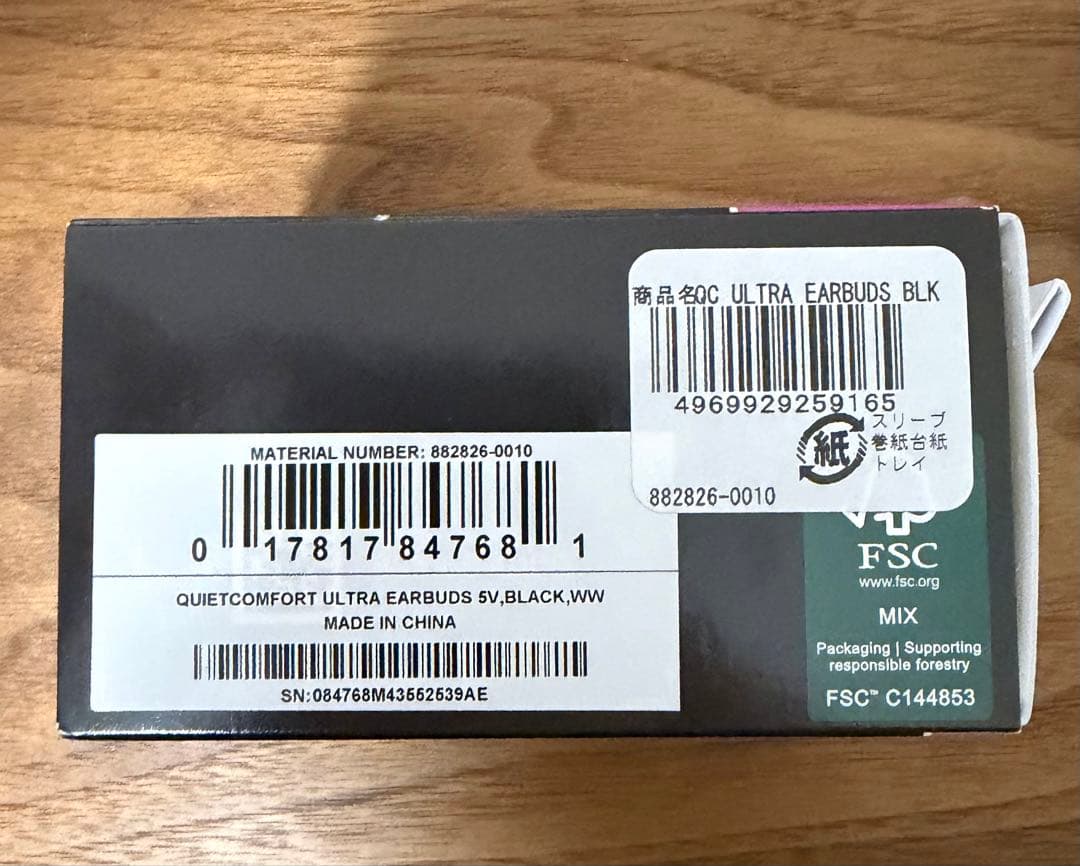 商品名QC ULTRA EARBUDS BLK
4969929259165
紙
スリーブ
巻紙台紙
トレイ
882826-0010
MATERIAL NUMBER: 882826-0010
0 17817 84768 1
QUIETCOMFORT ULTRA EARBUDS 5V,BLACK,WW
MADE IN CHINA
SN:084768M43552539AE
FSC
www.fsc.org
MIX
Packaging | Supporting
responsible forestry
FSC™ C144853